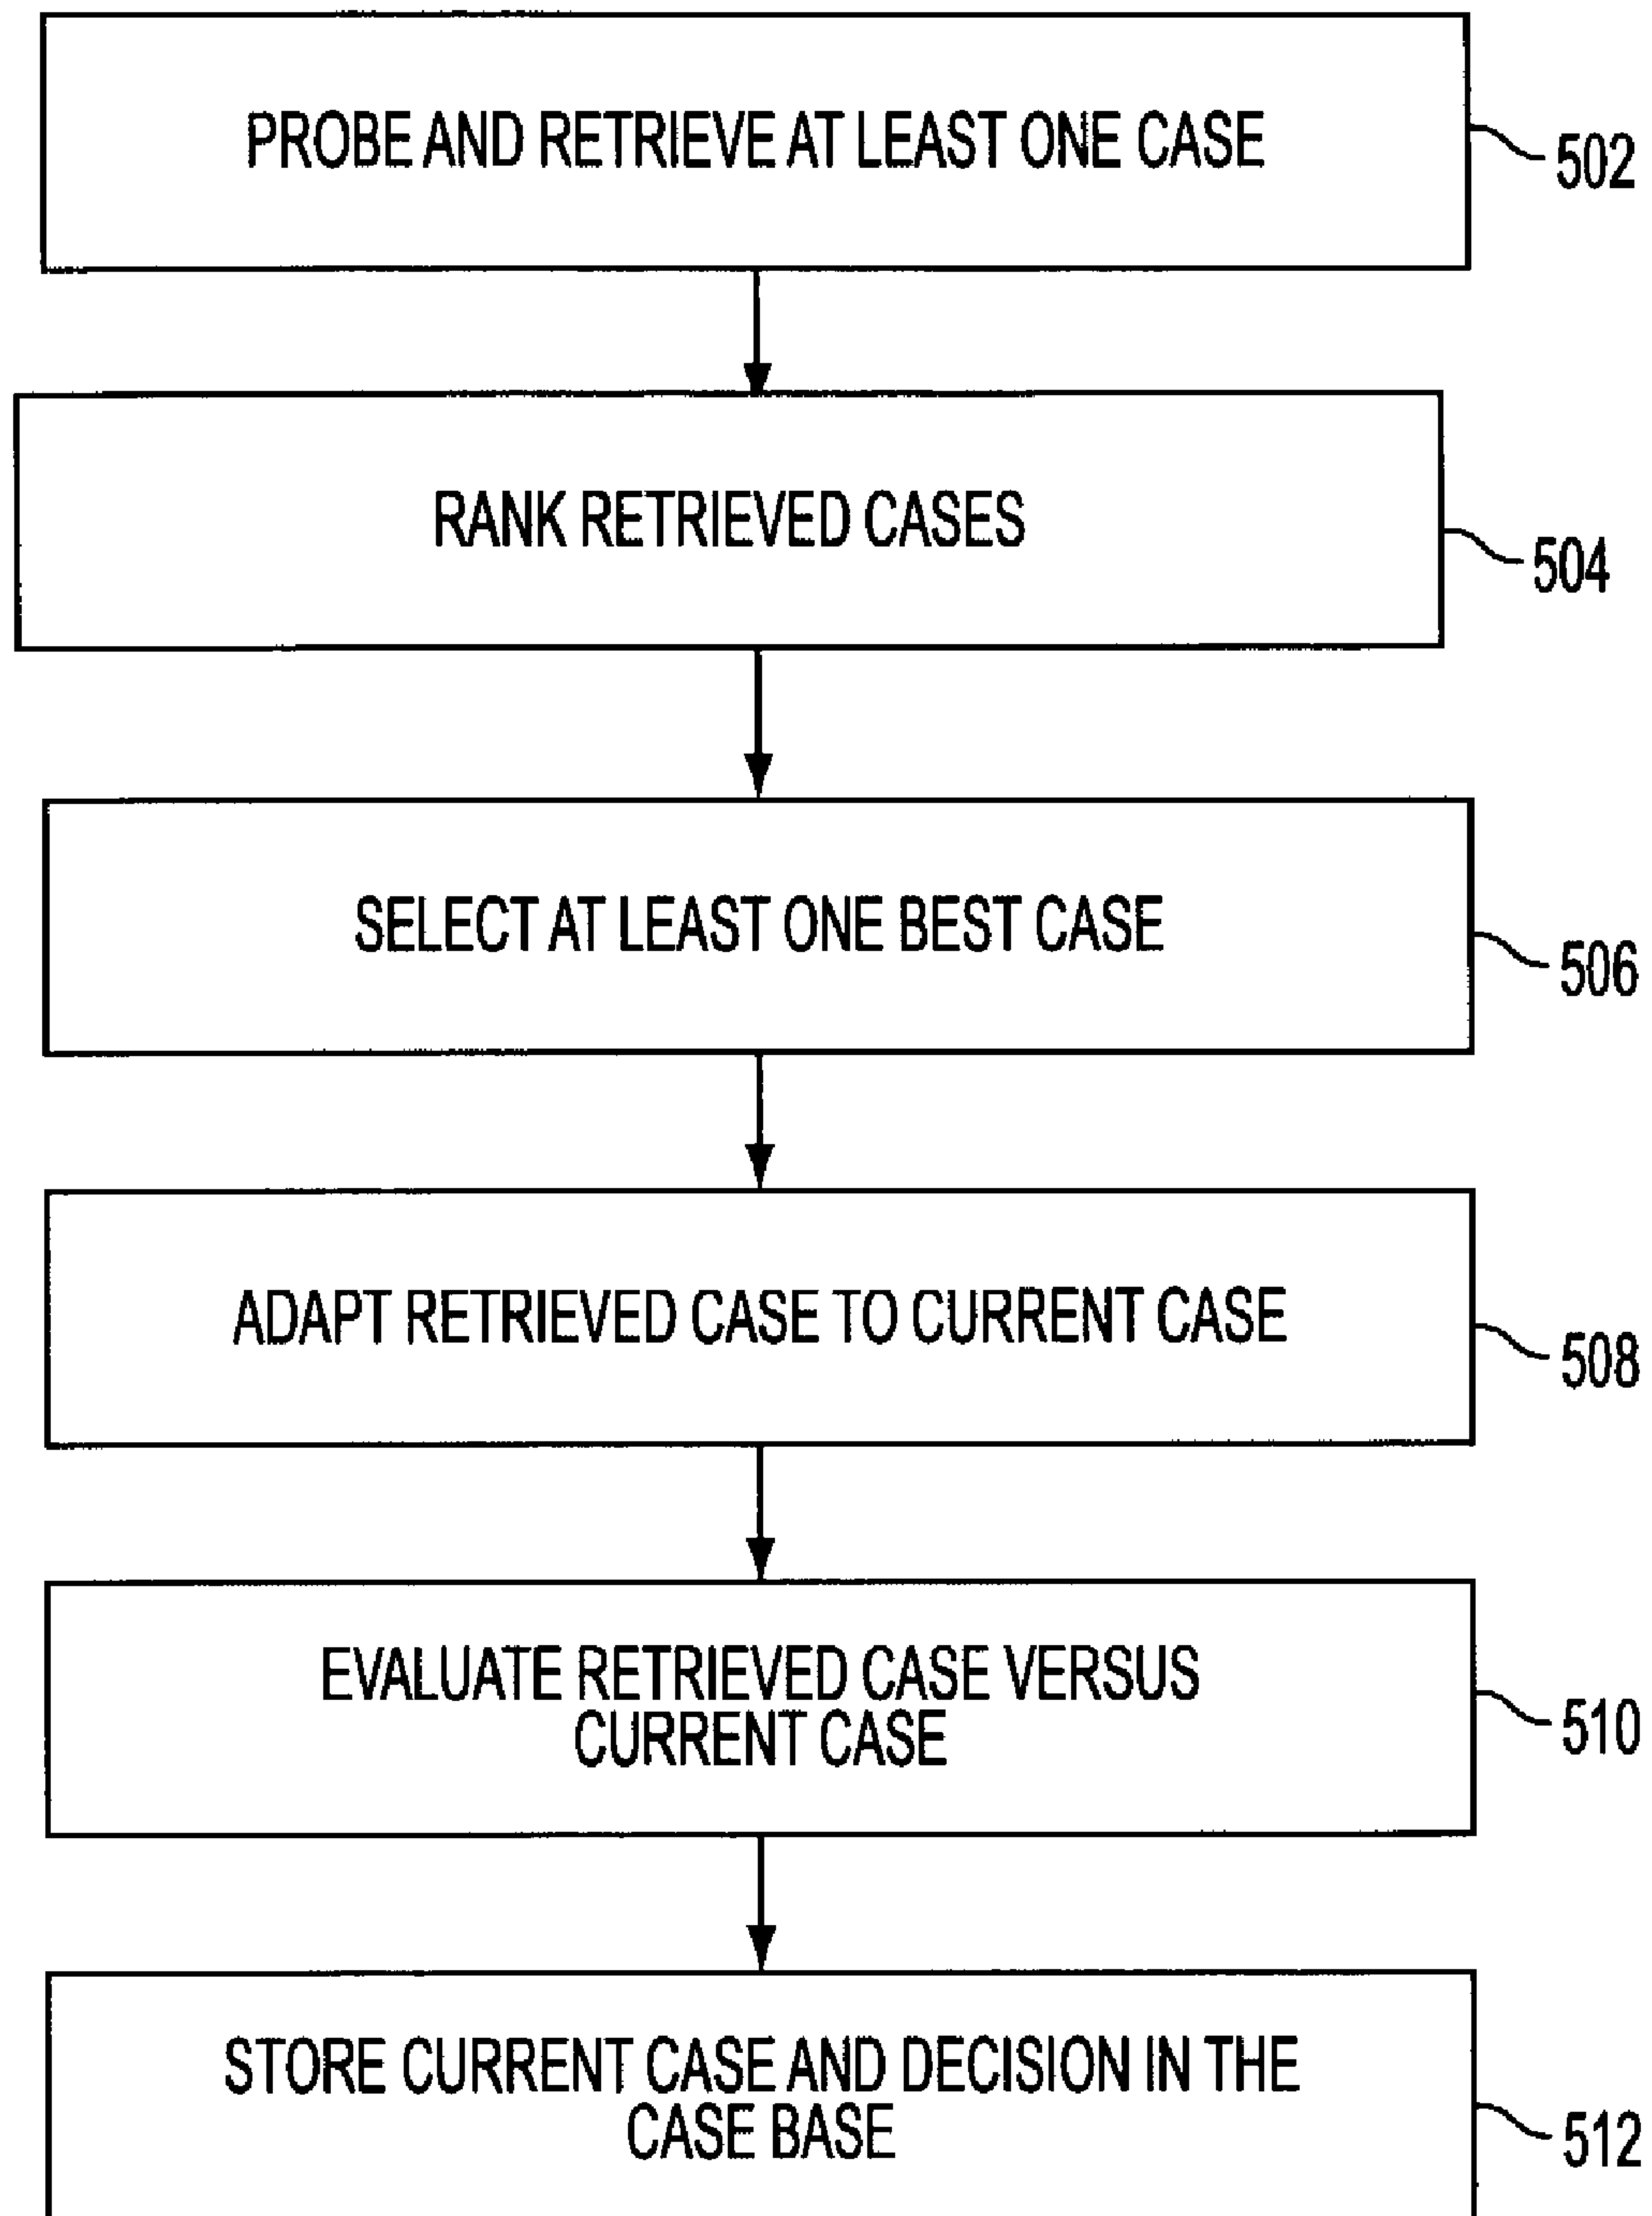 PROBE AND RETRIEVE AT LEAST ONE CASE
502
RANK RETRIEVED CASES
504
SELECT AT LEAST ONE BEST CASE
506
ADAPT RETRIEVED CASE TO CURRENT CASE
508
EVALUATE RETRIEVED CASE VERSUS
CURRENT CASE
510
STORE CURRENT CASE AND DECISION IN THE
CASE BASE
512